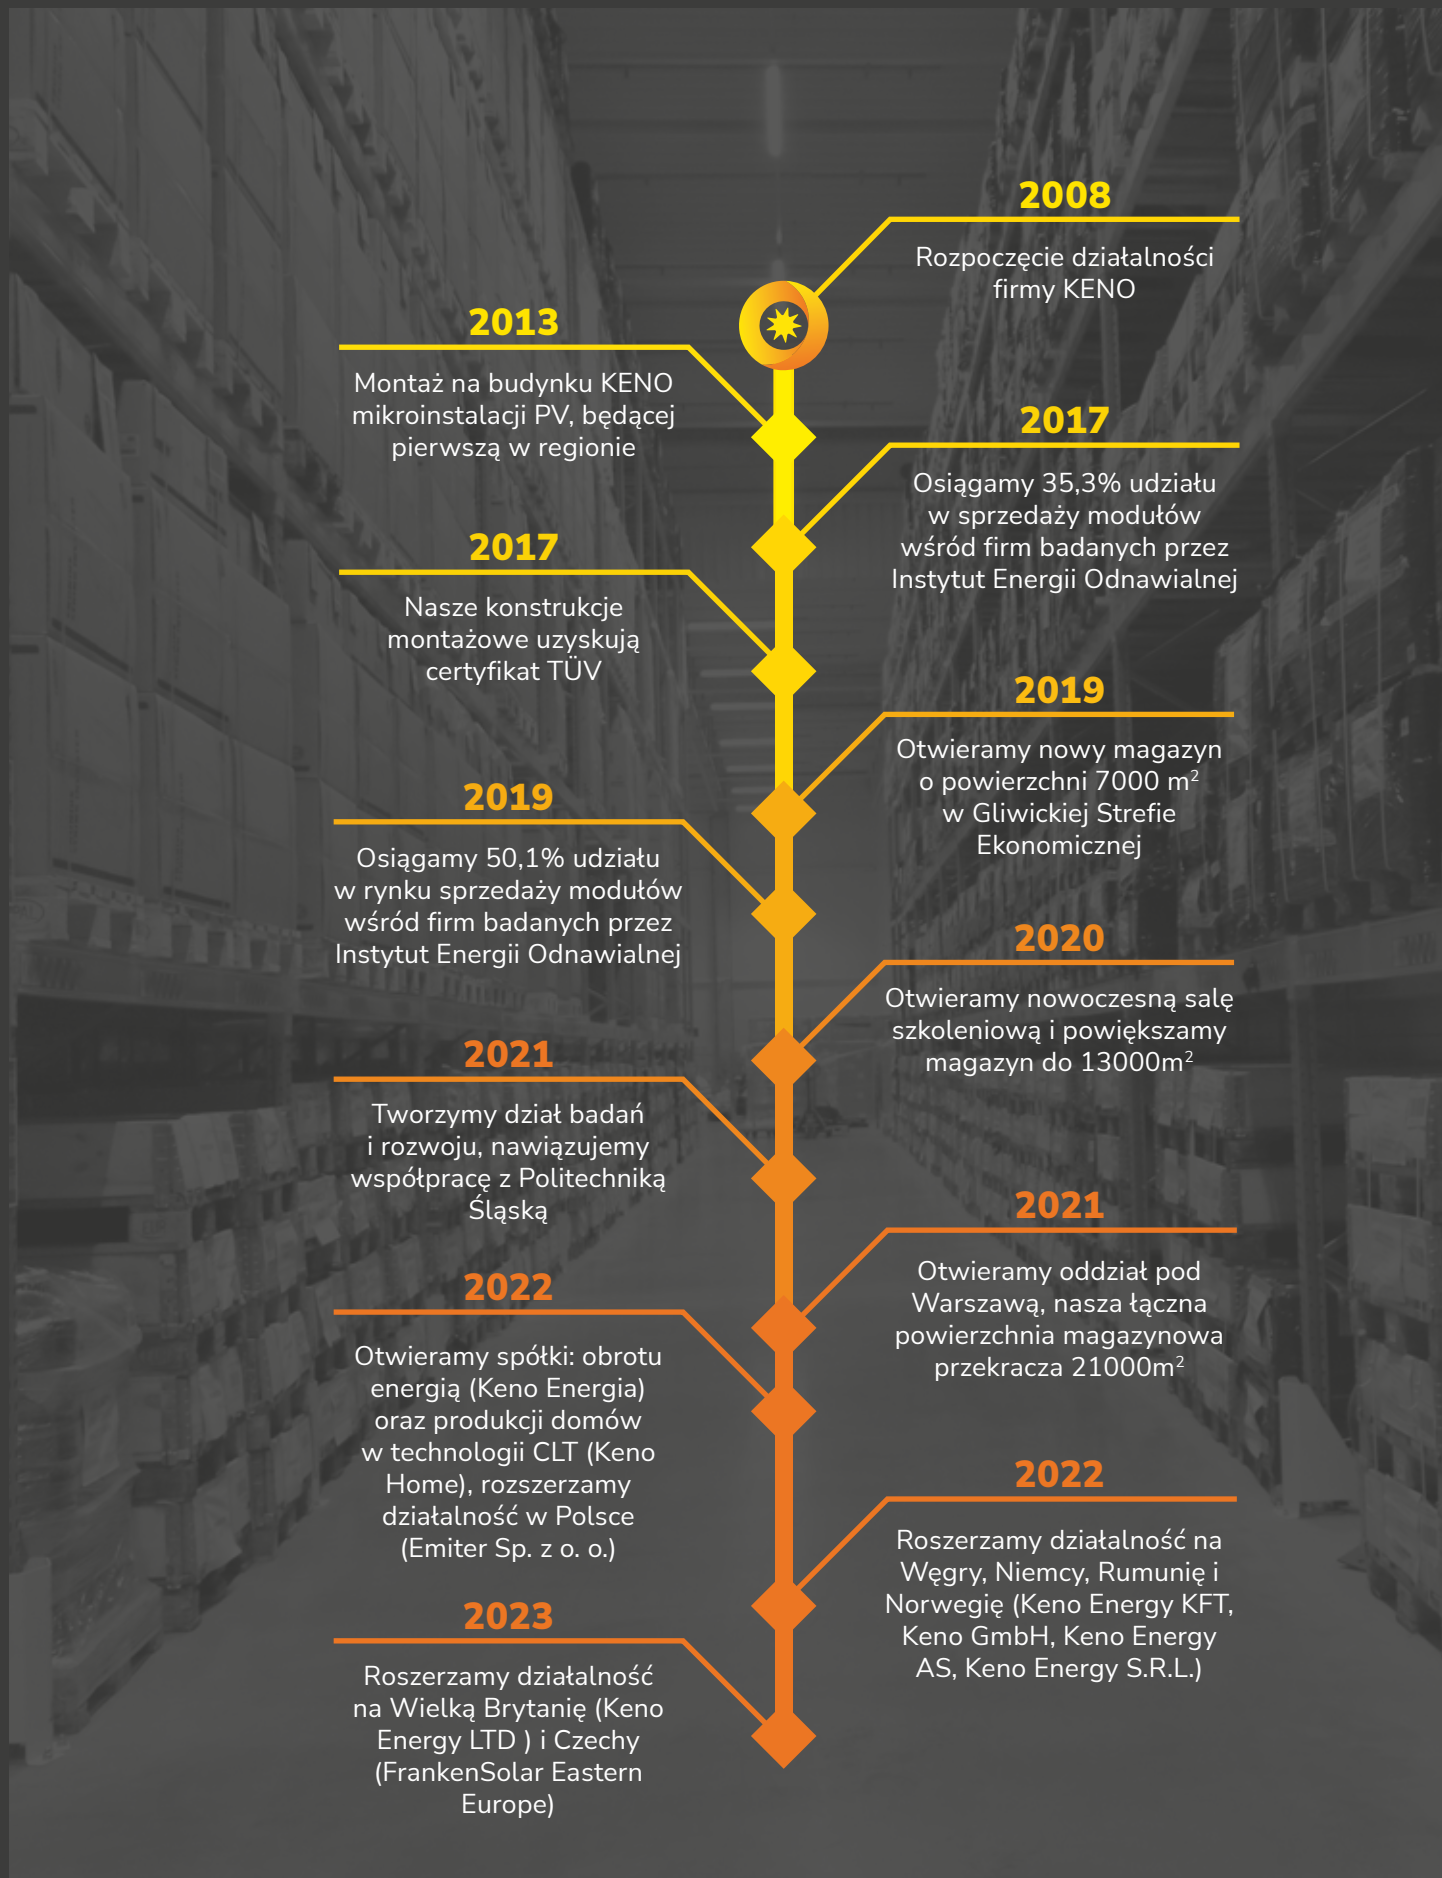 2008
Rozpoczęcie działalności
firmy KENO
2013
Montaż na budynku KENO
mikroinstalacji PV, będącej
pierwszą w regionie
2017
Osiągamy 35,3% udziału
w sprzedaży modułów
wśród firm badanych przez
Instytut Energii Odnawialnej
2017
Nasze konstrukcje
montażowe uzyskują
certyfikat TÜV
2019
Otwieramy nowy magazyn
o powierzchni 7000 m²
w Gliwickiej Strefie
Ekonomicznej
2019
Osiągamy 50,1% udziału
w rynku sprzedaży modułów
wśród firm badanych przez
Instytut Energii Odnawialnej
2020
Otwieramy nowoczesną salę
szkoleniową i powiększamy
magazyn do 13000m²
2021
Tworzymy dział badań
i rozwoju, nawiązujemy
współpracę z Politechniką
Śląską
2021
Otwieramy oddział pod
Warszawą, nasza łączna
powierzchnia magazynowa
przekracza 21000m²
2022
Otwieramy spółki: obrotu
energią (Keno Energia)
oraz produkcji domów
w technologii CLT (Keno
Home), rozszerzamy
działalność w Polsce
(Emiter Sp. z o. o.)
2022
Roszerzamy działalność na
Węgry, Niemcy, Rumunię i
Norwegię (Keno Energy KFT,
Keno GmbH, Keno Energy
AS, Keno Energy S.R.L.)
2023
Roszerzamy działalność
na Wielką Brytanię (Keno
Energy LTD ) i Czechy
(FrankenSolar Eastern
Europe)